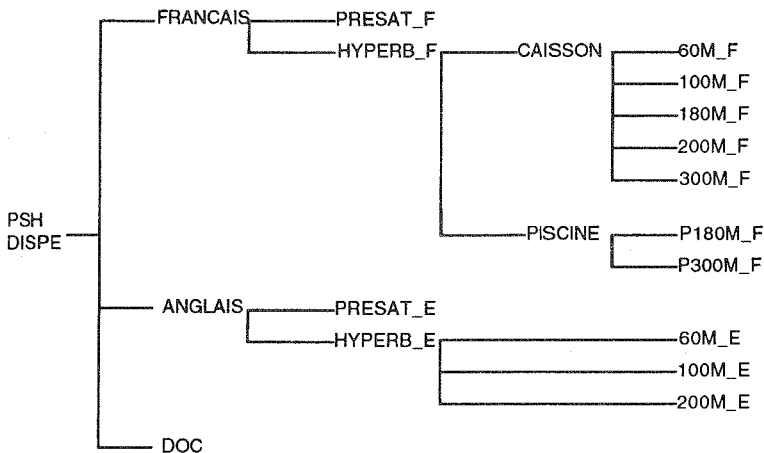 FRANCAIS
PRESAT_F
HYPERB_F
CAISSON
60M_F
100M_F
180M_F
200M_F
300M_F
PSH
DISPE
PISCINE
P180M_F
P300M_F
ANGLAIS
PRESAT_E
HYPERB_E
60M_E
100M_E
200M_E
DOC